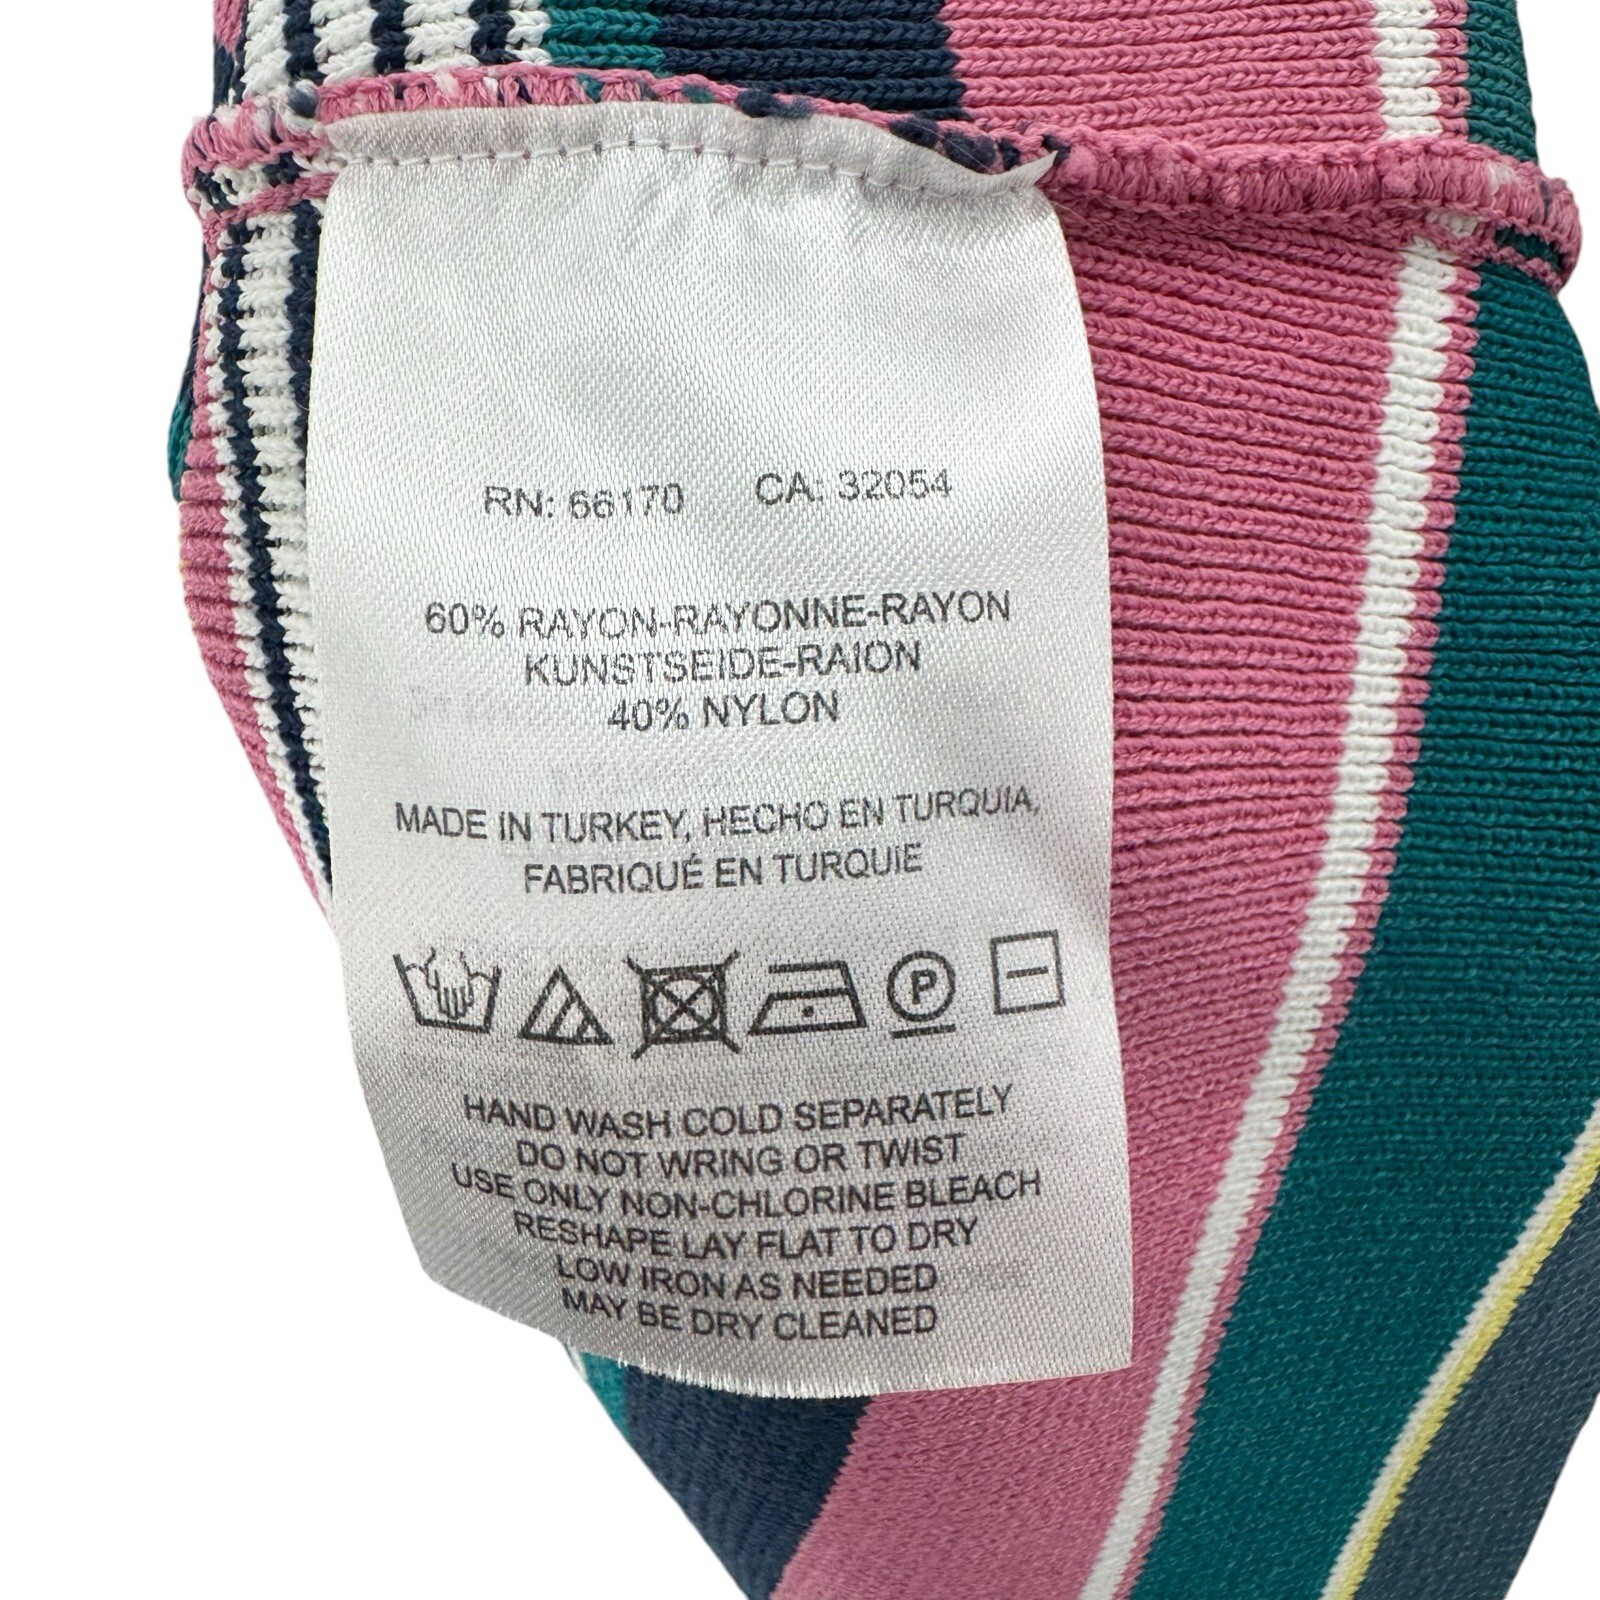 RN: 66170 CA: 32054
60% RAYON-RAYONNE-RAYON
KUNSTSEIDE-RAION
40% NYLON
MADE IN TURKEY, HECHO EN TURQUIA,
FABRIQUÉ EN TURQUIE
P
HAND WASH COLD SEPARATELY
DO NOT WRING OR TWIST
USE ONLY NON-CHLORINE BLEACH
RESHAPE LAY FLAT TO DRY
LOW IRON AS NEEDED
MAY BE DRY CLEANED